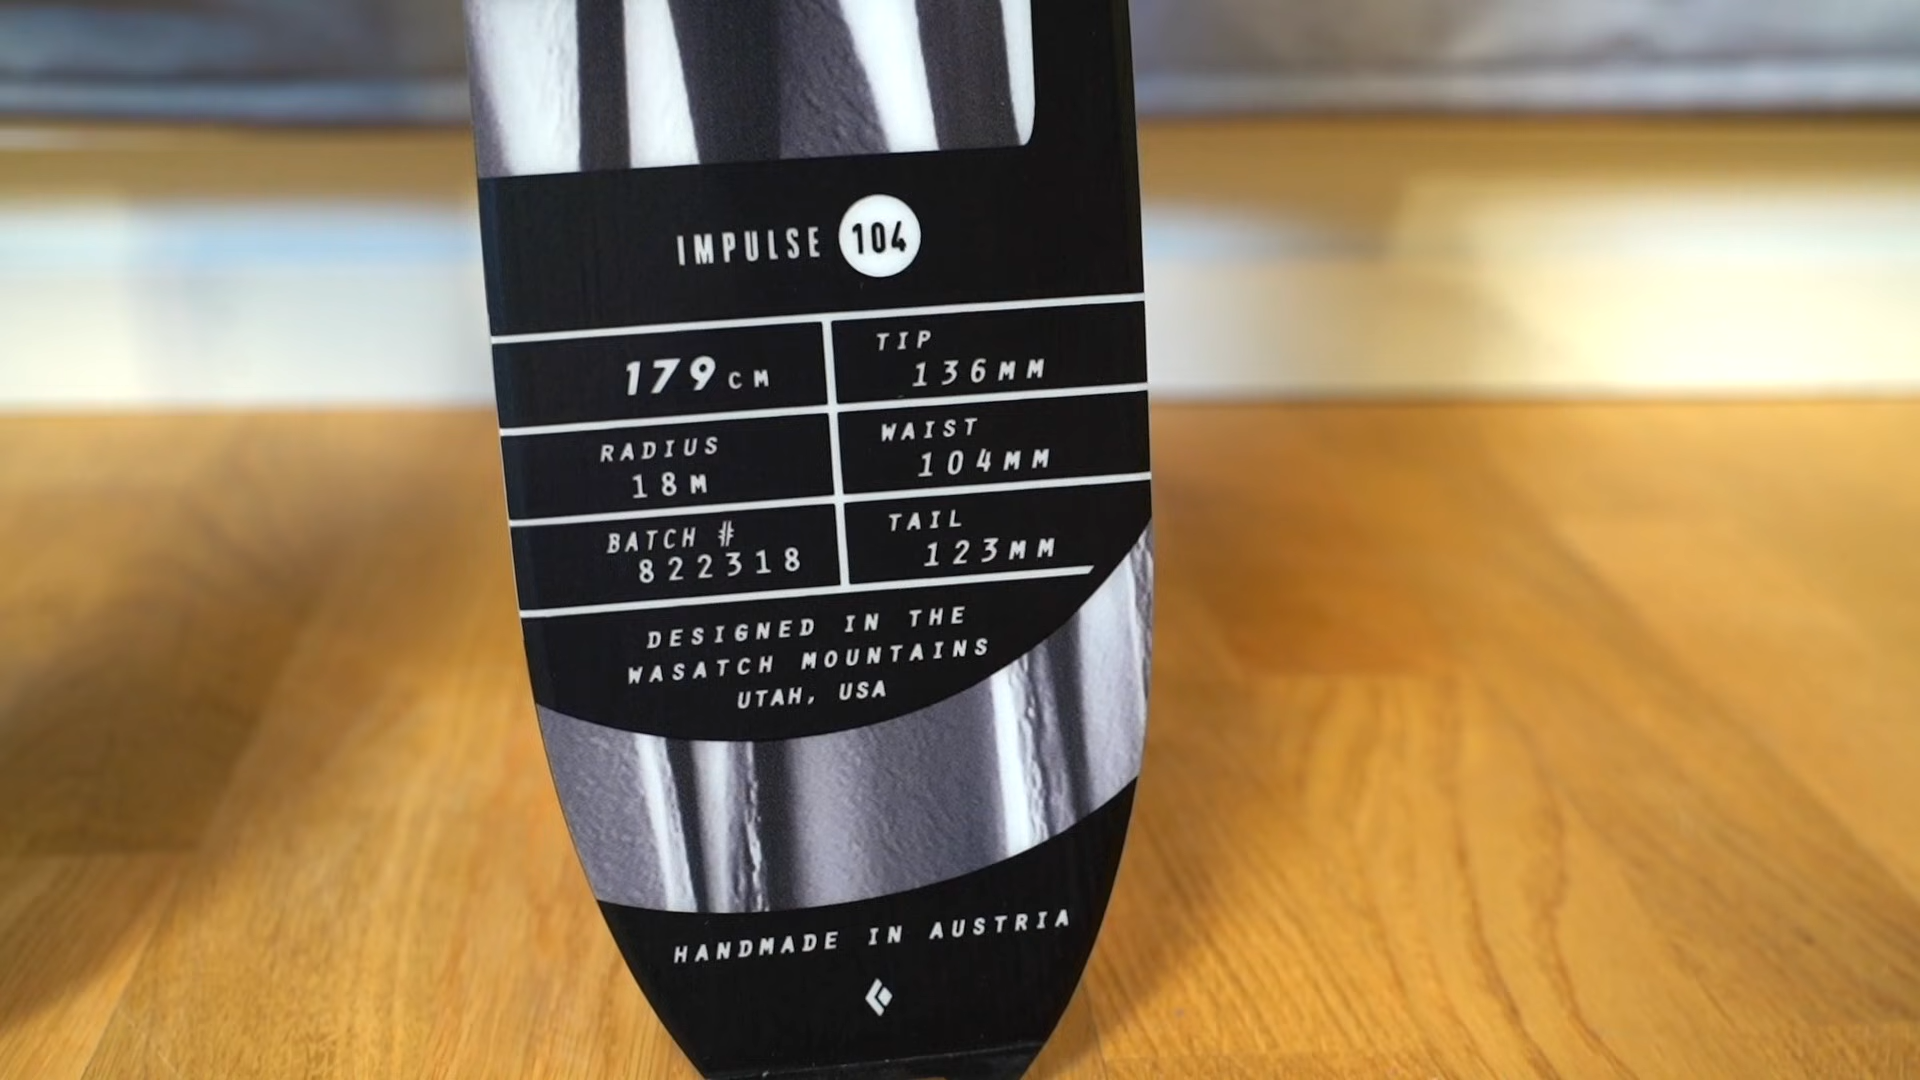 IMPULSE 104
179 CM
RADIUS
18M
BATCH #
822318
TIP
136MM
WAIST
104MM
TAIL
123MM
DESIGNED IN THE
WASATCH MOUNTAINS
UTAH, USA
HANDMADE IN AUSTRIA